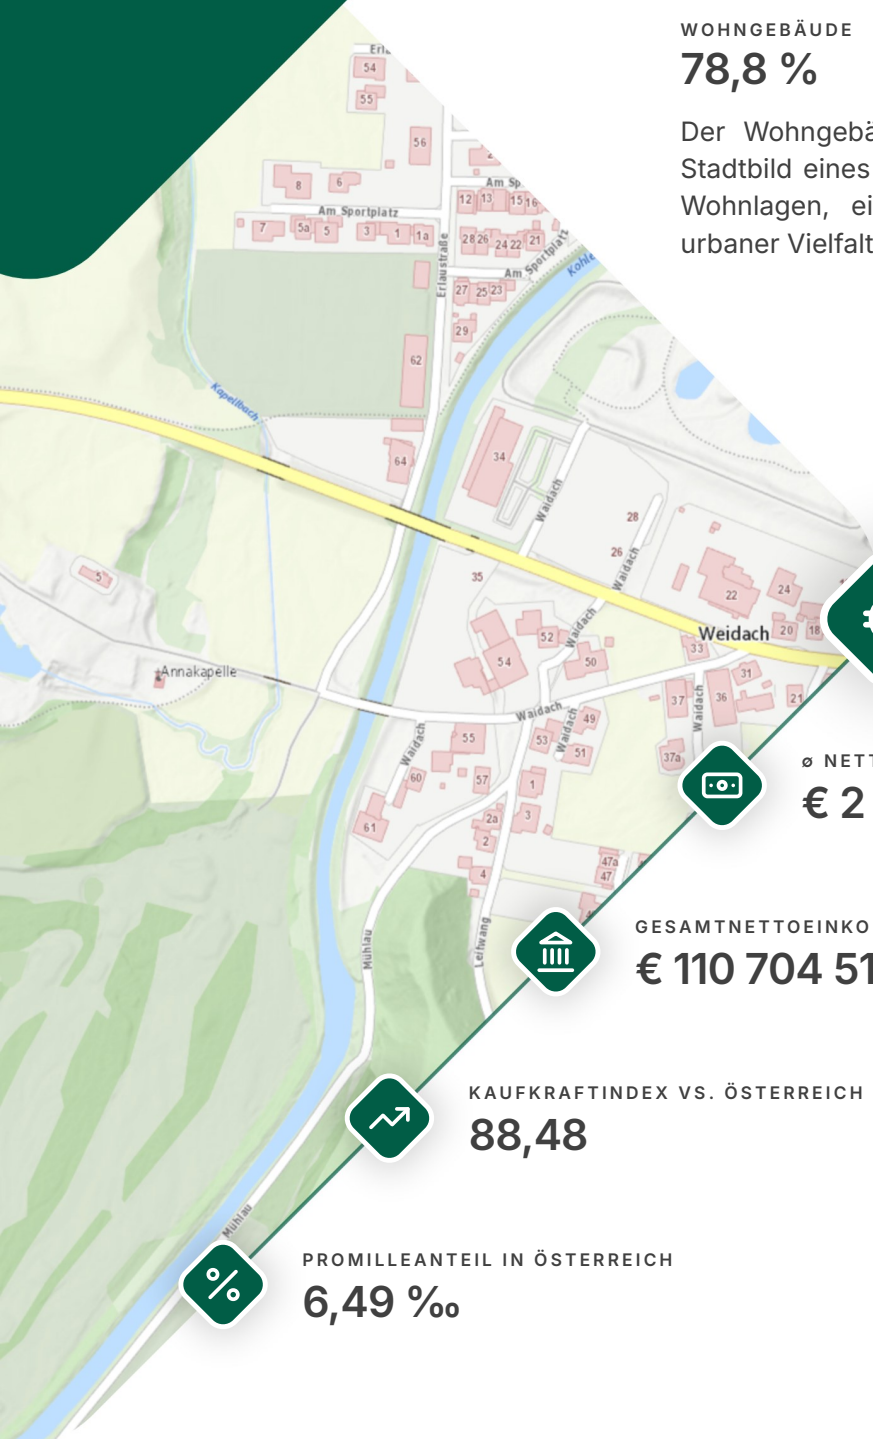 WOHNGEBÄUDE
78,8 %
Der Wohngebä
Stadtbild eines
Wohnlagen, ei
urbaner Vielfalt
54
55
56
8
6
Am Sp
12 13 15 16
Am Sportplatz
7 5a 5 3 1 1a
28 26 24 22 21
Am Sportplatz
Erlaustraße
27 25 23
29
62
Kapellbach
64
34
Waidach
28
26
Waidach
35
22
24
5
52
Waidach
Weidach
20 18
33
54
50
Annakapelle
31
37
36
21
Waidach
Waidach
49
Waidach
55
53
Waidach
51
37a
60
57
1
61
2a
3
2
47a
4
47
Mühlau
Leitwang
Mühlau
€ 2
GESAMTNETTOEINKO
€ 110 704 51
KAUFKRAFTINDEX VS. ÖSTERREICH
88,48
PROMILLEANTEIL IN ÖSTERREICH
6,49 ‰